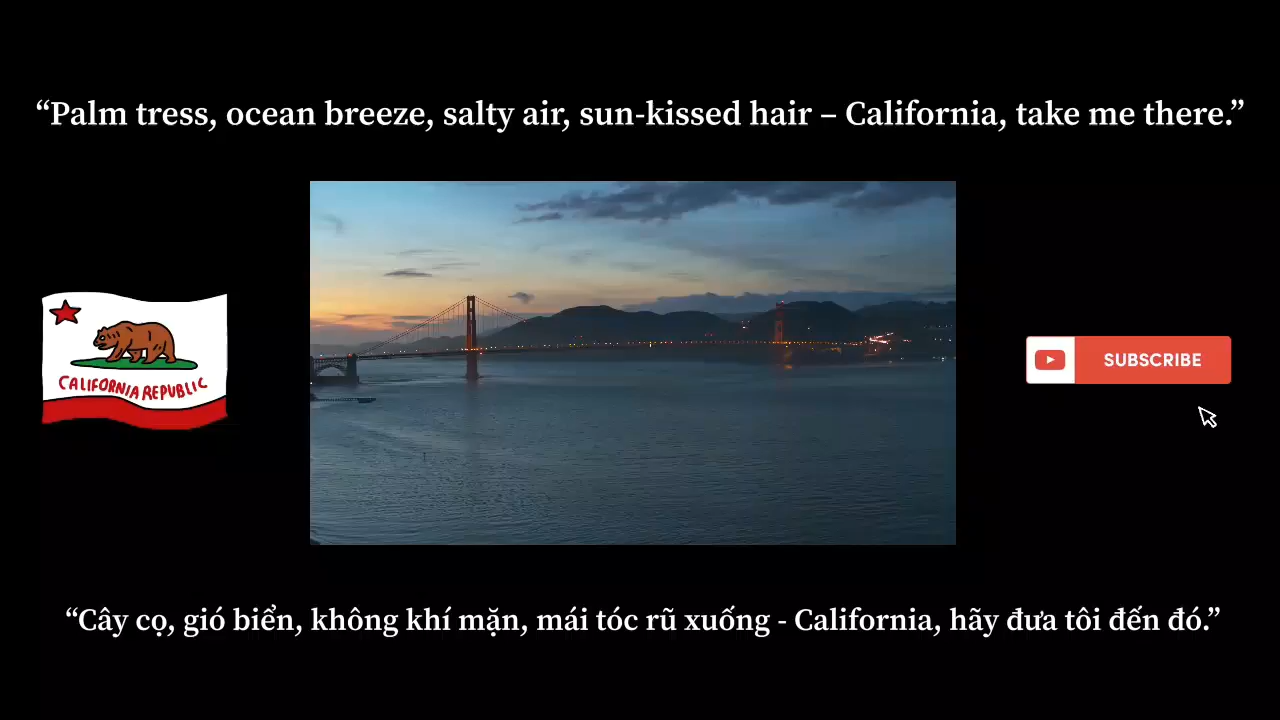 “Palm tress, ocean breeze, salty air, sun-kissed hair – California, take me there.”
CALIFORNIA REPUBLIC
SUBSCRIBE
“Cây cọ, gió biển, không khí mặn, mái tóc rũ xuống - California, hãy đưa tôi đến đó.”